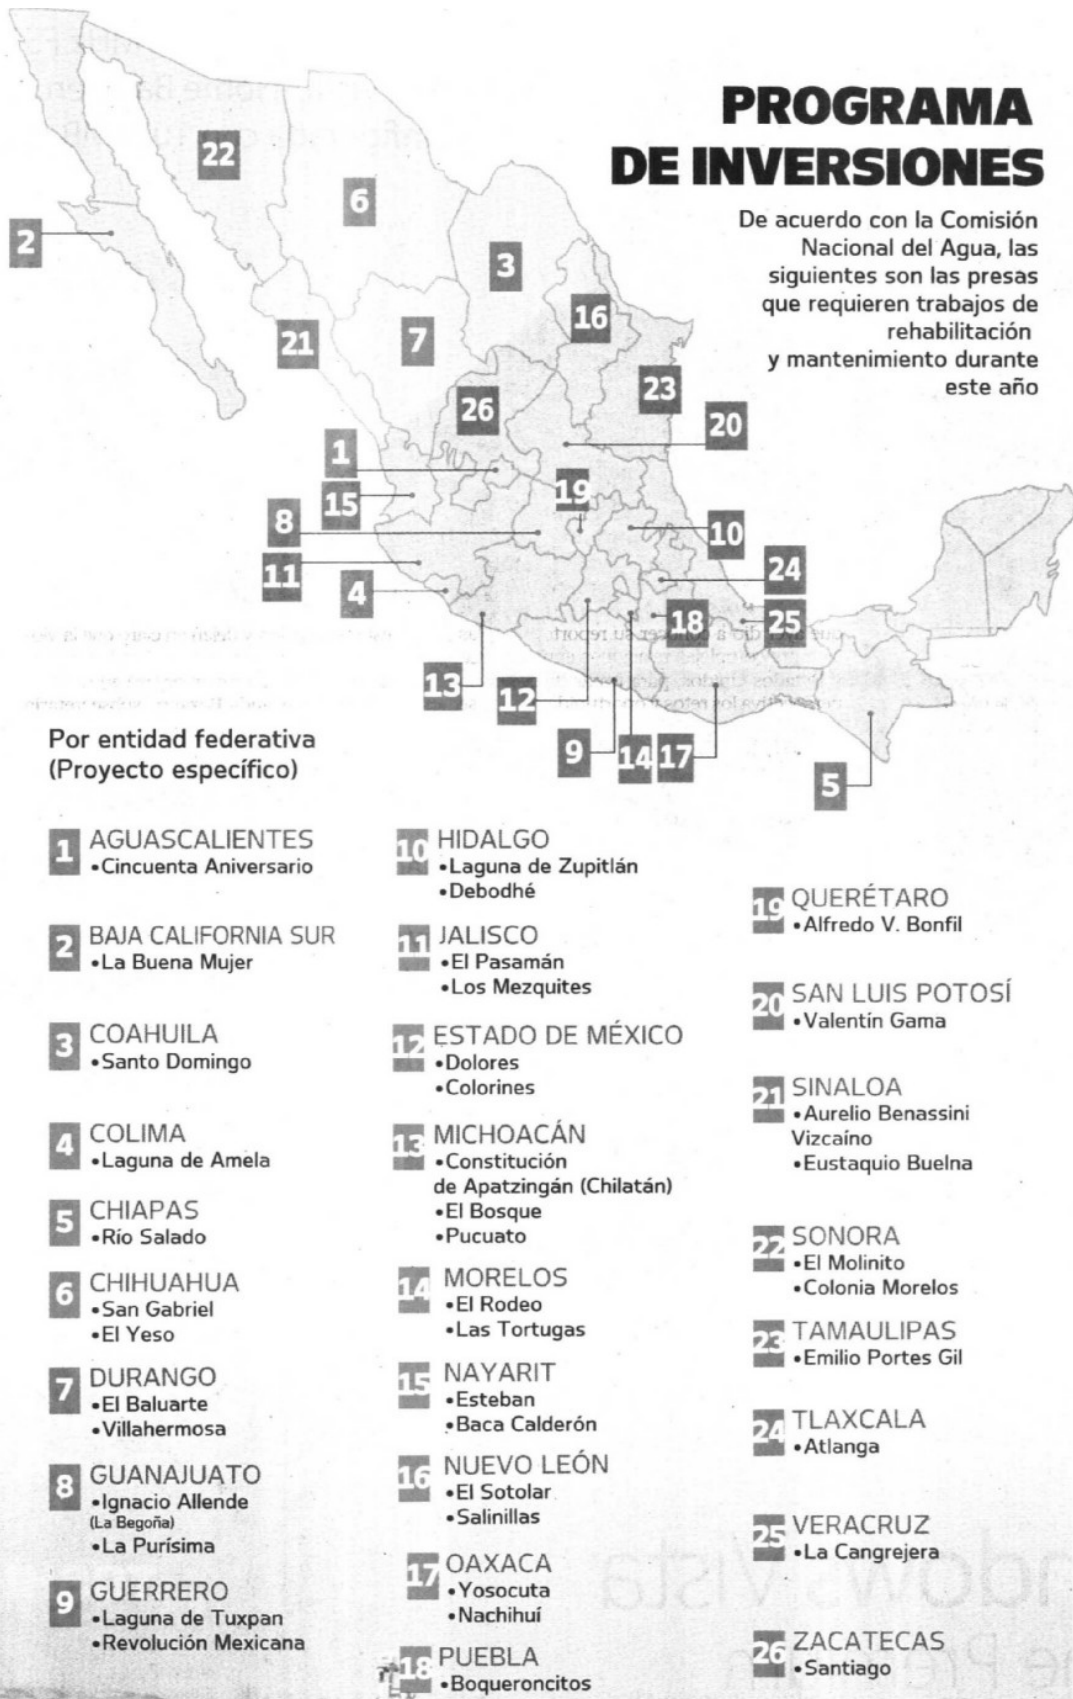 PROGRAMA
DE INVERSIONES
De acuerdo con la Comisión
Nacional del Agua, las
siguientes son las presas
que requieren trabajos de
rehabilitación
y mantenimiento durante
este año
22
6
2
3
16
21
7
23
26
20
1
19
15
8
10
11
24
4
18
25
13
12
9
14
17
5
Por entidad federativa
(Proyecto específico)
1 AGUASCALIENTES
•Cincuenta Aniversario
2 BAJA CALIFORNIA SUR
•La Buena Mujer
3 COAHUILA
•Santo Domingo
4 COLIMA
•Laguna de Amela
5 CHIAPAS
•Río Salado
6 CHIHUAHUA
•San Gabriel
•El Yeso
7 DURANGO
•El Baluarte
•Villahermosa
8 GUANAJUATO
•Ignacio Allende
(La Begoña)
•La Purísima
9 GUERRERO
•Laguna de Tuxpan
•Revolución Mexicana
10 HIDALGO
•Laguna de Zupitlán
•Debodhé
11 JALISCO
•El Pasamán
•Los Mezquites
12 ESTADO DE MÉXICO
•Dolores
•Colorines
13 MICHOACÁN
•Constitución
de Apatzingán (Chilatán)
•El Bosque
•Pucuato
14 MORELOS
•El Rodeo
•Las Tortugas
15 NAYARIT
•Esteban
•Baca Calderón
16 NUEVO LEÓN
•El Sotolar
•Salinillas
17 OAXACA
•Yosocuta
•Nachihuí
18 PUEBLA
•Boqueroncitos
19 QUERÉTARO
•Alfredo V. Bonfil
20 SAN LUIS POTOSÍ
•Valentín Gama
21 SINALOA
•Aurelio Benassini
Vizcaíno
•Eustaquio Buelna
22 SONORA
•El Molinito
•Colonia Morelos
23 TAMAULIPAS
•Emilio Portes Gil
24 TLAXCALA
•Atlanga
25 VERACRUZ
•La Cangrejera
26 ZACATECAS
•Santiago